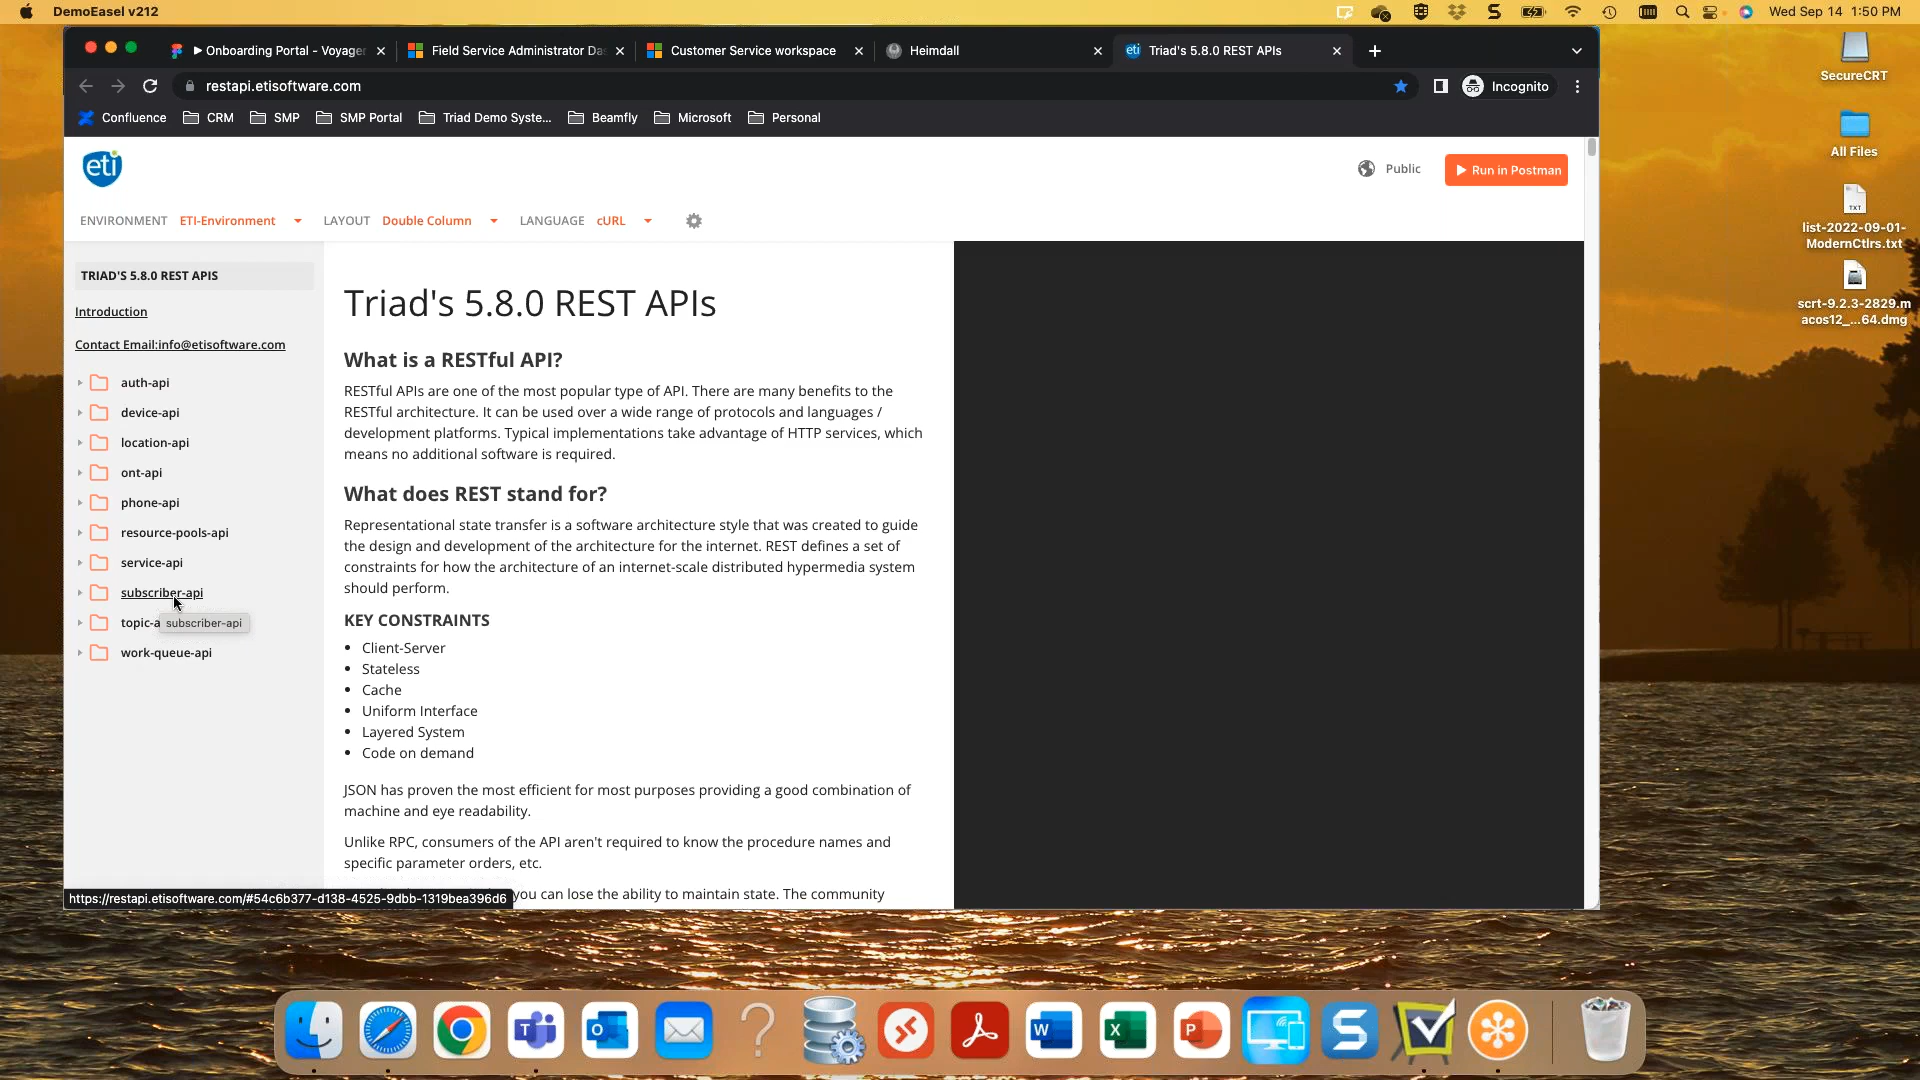 DemoEasel v212
Wed Sep 14 1:50 PM
Onboarding Portal - Voyage
Field Service Administrator Da
Customer Service workspace
Heimdall
eti Triad's 5.8.0 REST APIs
restapi.etisoftware.com
Incognito
Confluence CRM SMP SMP Portal Triad Demo Syste... Beamfly Microsoft Personal
SecureCRT
All Files
TXT
list-2022-09-01-
ModernCtlrs.txt
scrt-9.2.3-2829.m
acos12_...64.dmg
eti
Public
Run in Postman
ENVIRONMENT ETI-Environment LAYOUT Double Column LANGUAGE cURL
TRIAD'S 5.8.0 REST APIS
Introduction
Contact Email:info@etisoftware.com
auth-api
device-api
location-api
ont-api
phone-api
resource-pools-api
service-api
subscriber-api
topic-a
subscriber-api
work-queue-api
Triad's 5.8.0 REST APIs
What is a RESTful API?
RESTful APIs are one of the most popular type of API. There are many benefits to the
RESTful architecture. It can be used over a wide range of protocols and languages /
development platforms. Typical implementations take advantage of HTTP services, which
means no additional software is required.
What does REST stand for?
Representational state transfer is a software architecture style that was created to guide
the design and development of the architecture for the internet. REST defines a set of
constraints for how the architecture of an internet-scale distributed hypermedia system
should perform.
KEY CONSTRAINTS
• Client-Server
• Stateless
• Cache
• Uniform Interface
• Layered System
• Code on demand
JSON has proven the most efficient for most purposes providing a good combination of
machine and eye readability.
Unlike RPC, consumers of the API aren't required to know the procedure names and
specific parameter orders, etc.
you can lose the ability to maintain state. The community
https://restapi.etisoftware.com/#54c6b377-d138-4525-9dbb-1319bea396d6